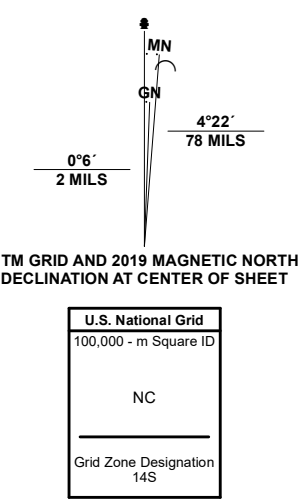 MN
GN
4°22´
78 MILS
0°6´
2 MILS
TM GRID AND 2019 MAGNETIC NORTH
DECLINATION AT CENTER OF SHEET
U.S. National Grid
100,000 - m Square ID
NC
Grid Zone Designation
14S